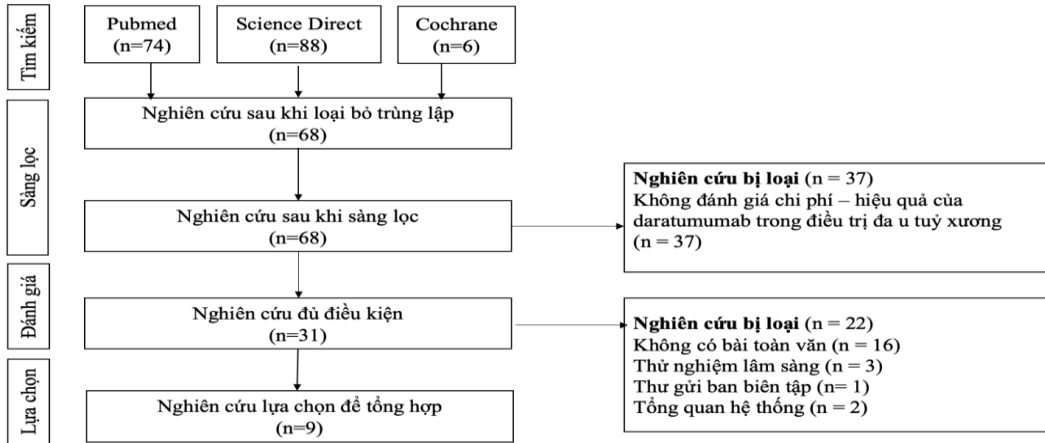 Tìm kiếm
Pubmed
(n=74)
Science Direct
(n=88)
Cochrane
(n=6)
Sàng lọc
Nghiên cứu sau khi loại bỏ trùng lập
(n=68)
Nghiên cứu sau khi sàng lọc
(n=68)
Nghiên cứu bị loại (n = 37)
Không đánh giá chi phí – hiệu quả của
daratumumab trong điều trị đa u tuỷ xương
(n = 37)
Đánh giá
Nghiên cứu đủ điều kiện
(n=31)
Nghiên cứu bị loại (n = 22)
Không có bài toàn văn (n = 16)
Thử nghiệm lâm sàng (n = 3)
Thư gửi ban biên tập (n= 1)
Tổng quan hệ thống (n = 2)
Lựa chọn
Nghiên cứu lựa chọn để tổng hợp
(n=9)